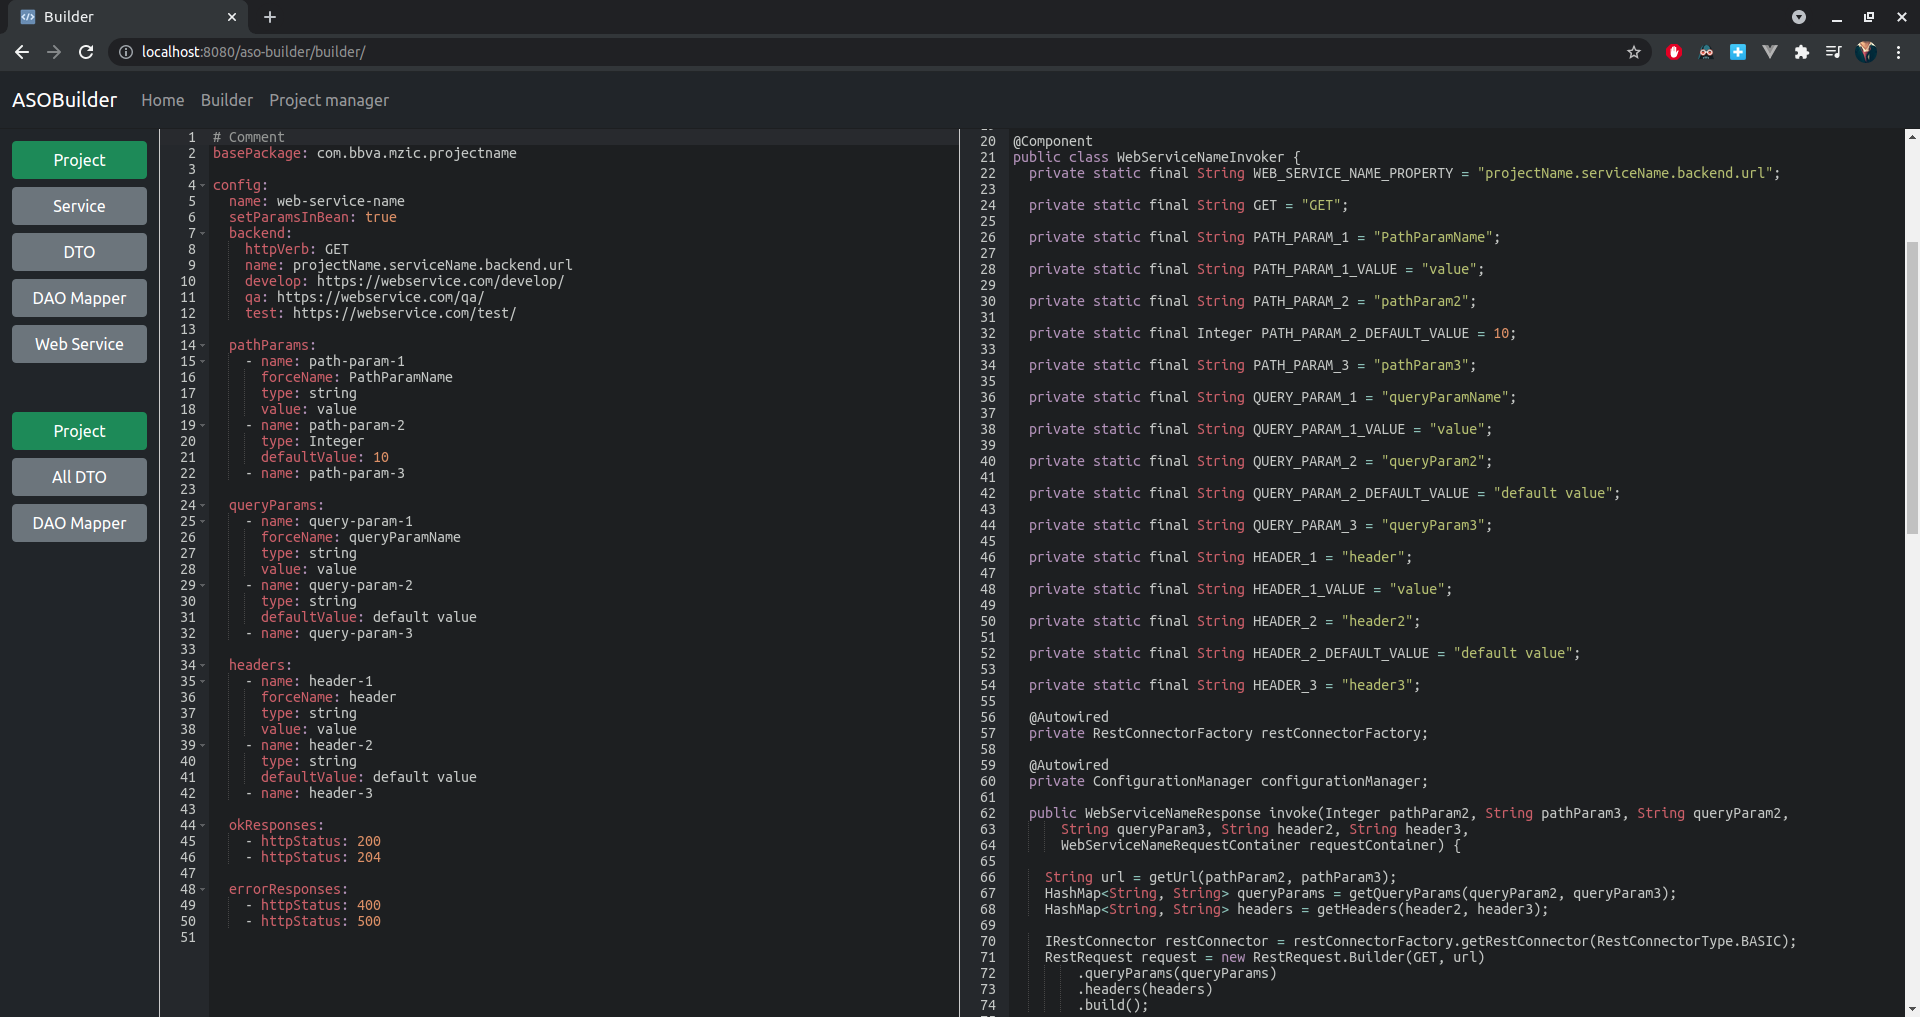 Builder
localhost:8080/aso-builder/builder/
ASOBuilder Home Builder Project manager
Project
Service
DTO
DAO Mapper
Web Service
Project
All DTO
DAO Mapper
1 # Comment
2 basePackage: com.bbva.mzic.projectname
3
4 config:
5 name: web-service-name
6 setParamsInBean: true
7 backend:
8 httpVerb: GET
9 name: projectName.serviceName.backend.url
10 develop: https://webservice.com/develop/
11 qa: https://webservice.com/qa/
12 test: https://webservice.com/test/
13
14 pathParams:
15 - name: path-param-1
16 forceName: PathParamName
17 type: string
18 value: value
19 - name: path-param-2
20 type: Integer
21 defaultValue: 10
22 - name: path-param-3
23
24 queryParams:
25 - name: query-param-1
26 forceName: queryParamName
27 type: string
28 value: value
29 - name: query-param-2
30 type: string
31 defaultValue: default value
32 - name: query-param-3
33
34 headers:
35 - name: header-1
36 forceName: header
37 type: string
38 value: value
39 - name: header-2
40 type: string
41 defaultValue: default value
42 - name: header-3
43
44 okResponses:
45 - httpStatus: 200
46 - httpStatus: 204
47
48 errorResponses:
49 - httpStatus: 400
50 - httpStatus: 500
51
20 @Component
21 public class WebServiceNameInvoker {
22 private static final String WEB_SERVICE_NAME_PROPERTY = "projectName.serviceName.backend.url";
23
24 private static final String GET = "GET";
25
26 private static final String PATH_PARAM_1 = "PathParamName";
27
28 private static final String PATH_PARAM_1_VALUE = "value";
29
30 private static final String PATH_PARAM_2 = "pathParam2";
31
32 private static final Integer PATH_PARAM_2_DEFAULT_VALUE = 10;
33
34 private static final String PATH_PARAM_3 = "pathParam3";
35
36 private static final String QUERY_PARAM_1 = "queryParamName";
37
38 private static final String QUERY_PARAM_1_VALUE = "value";
39
40 private static final String QUERY_PARAM_2 = "queryParam2";
41
42 private static final String QUERY_PARAM_2_DEFAULT_VALUE = "default value";
43
44 private static final String QUERY_PARAM_3 = "queryParam3";
45
46 private static final String HEADER_1 = "header";
47
48 private static final String HEADER_1_VALUE = "value";
49
50 private static final String HEADER_2 = "header2";
51
52 private static final String HEADER_2_DEFAULT_VALUE = "default value";
53
54 private static final String HEADER_3 = "header3";
55
56 @Autowired
57 private RestConnectorFactory restConnectorFactory;
58
59 @Autowired
60 private ConfigurationManager configurationManager;
61
62 public WebServiceNameResponse invoke(Integer pathParam2, String pathParam3, String queryParam2,
63 String queryParam3, String header2, String header3,
64 WebServiceNameRequestContainer requestContainer) {
65
66 String url = getUrl(pathParam2, pathParam3);
67 HashMap<String, String> queryParams = getQueryParams(queryParam2, queryParam3);
68 HashMap<String, String> headers = getHeaders(header2, header3);
69
70 IRestConnector restConnector = restConnectorFactory.getRestConnector(RestConnectorType.BASIC);
71 RestRequest request = new RestRequest.Builder(GET, url)
72 .queryParams(queryParams)
73 .headers(headers)
74 .build();